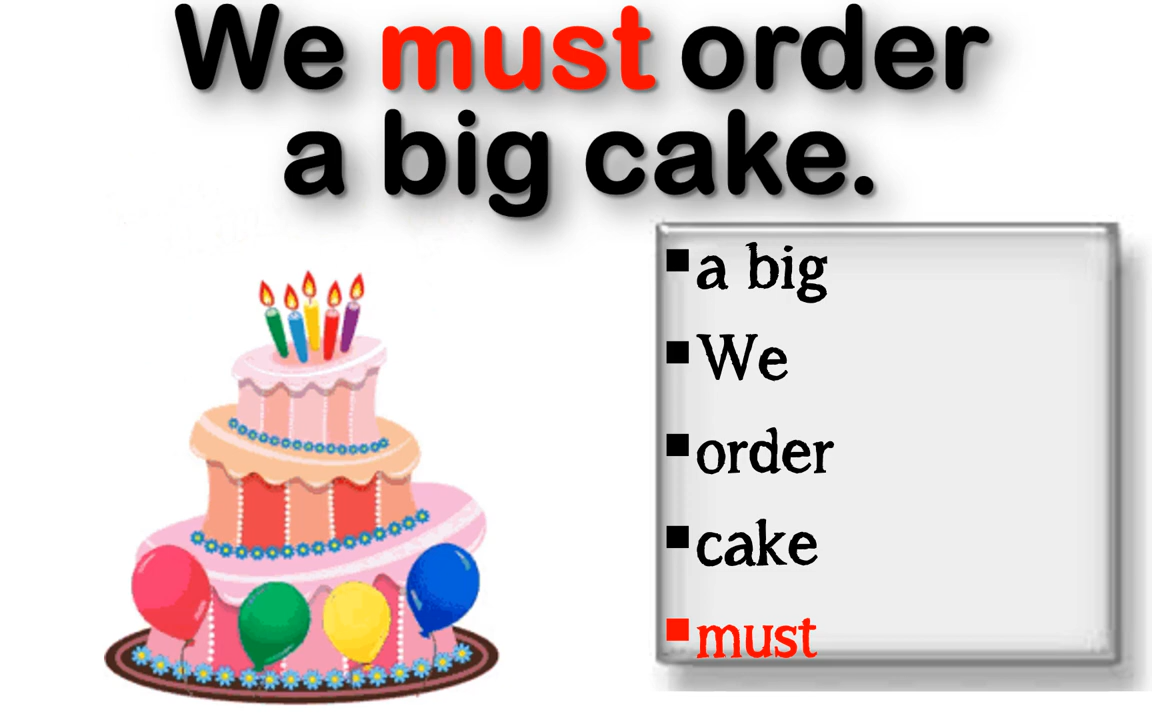 We must order
a big cake.
a big
We
order
cake
must